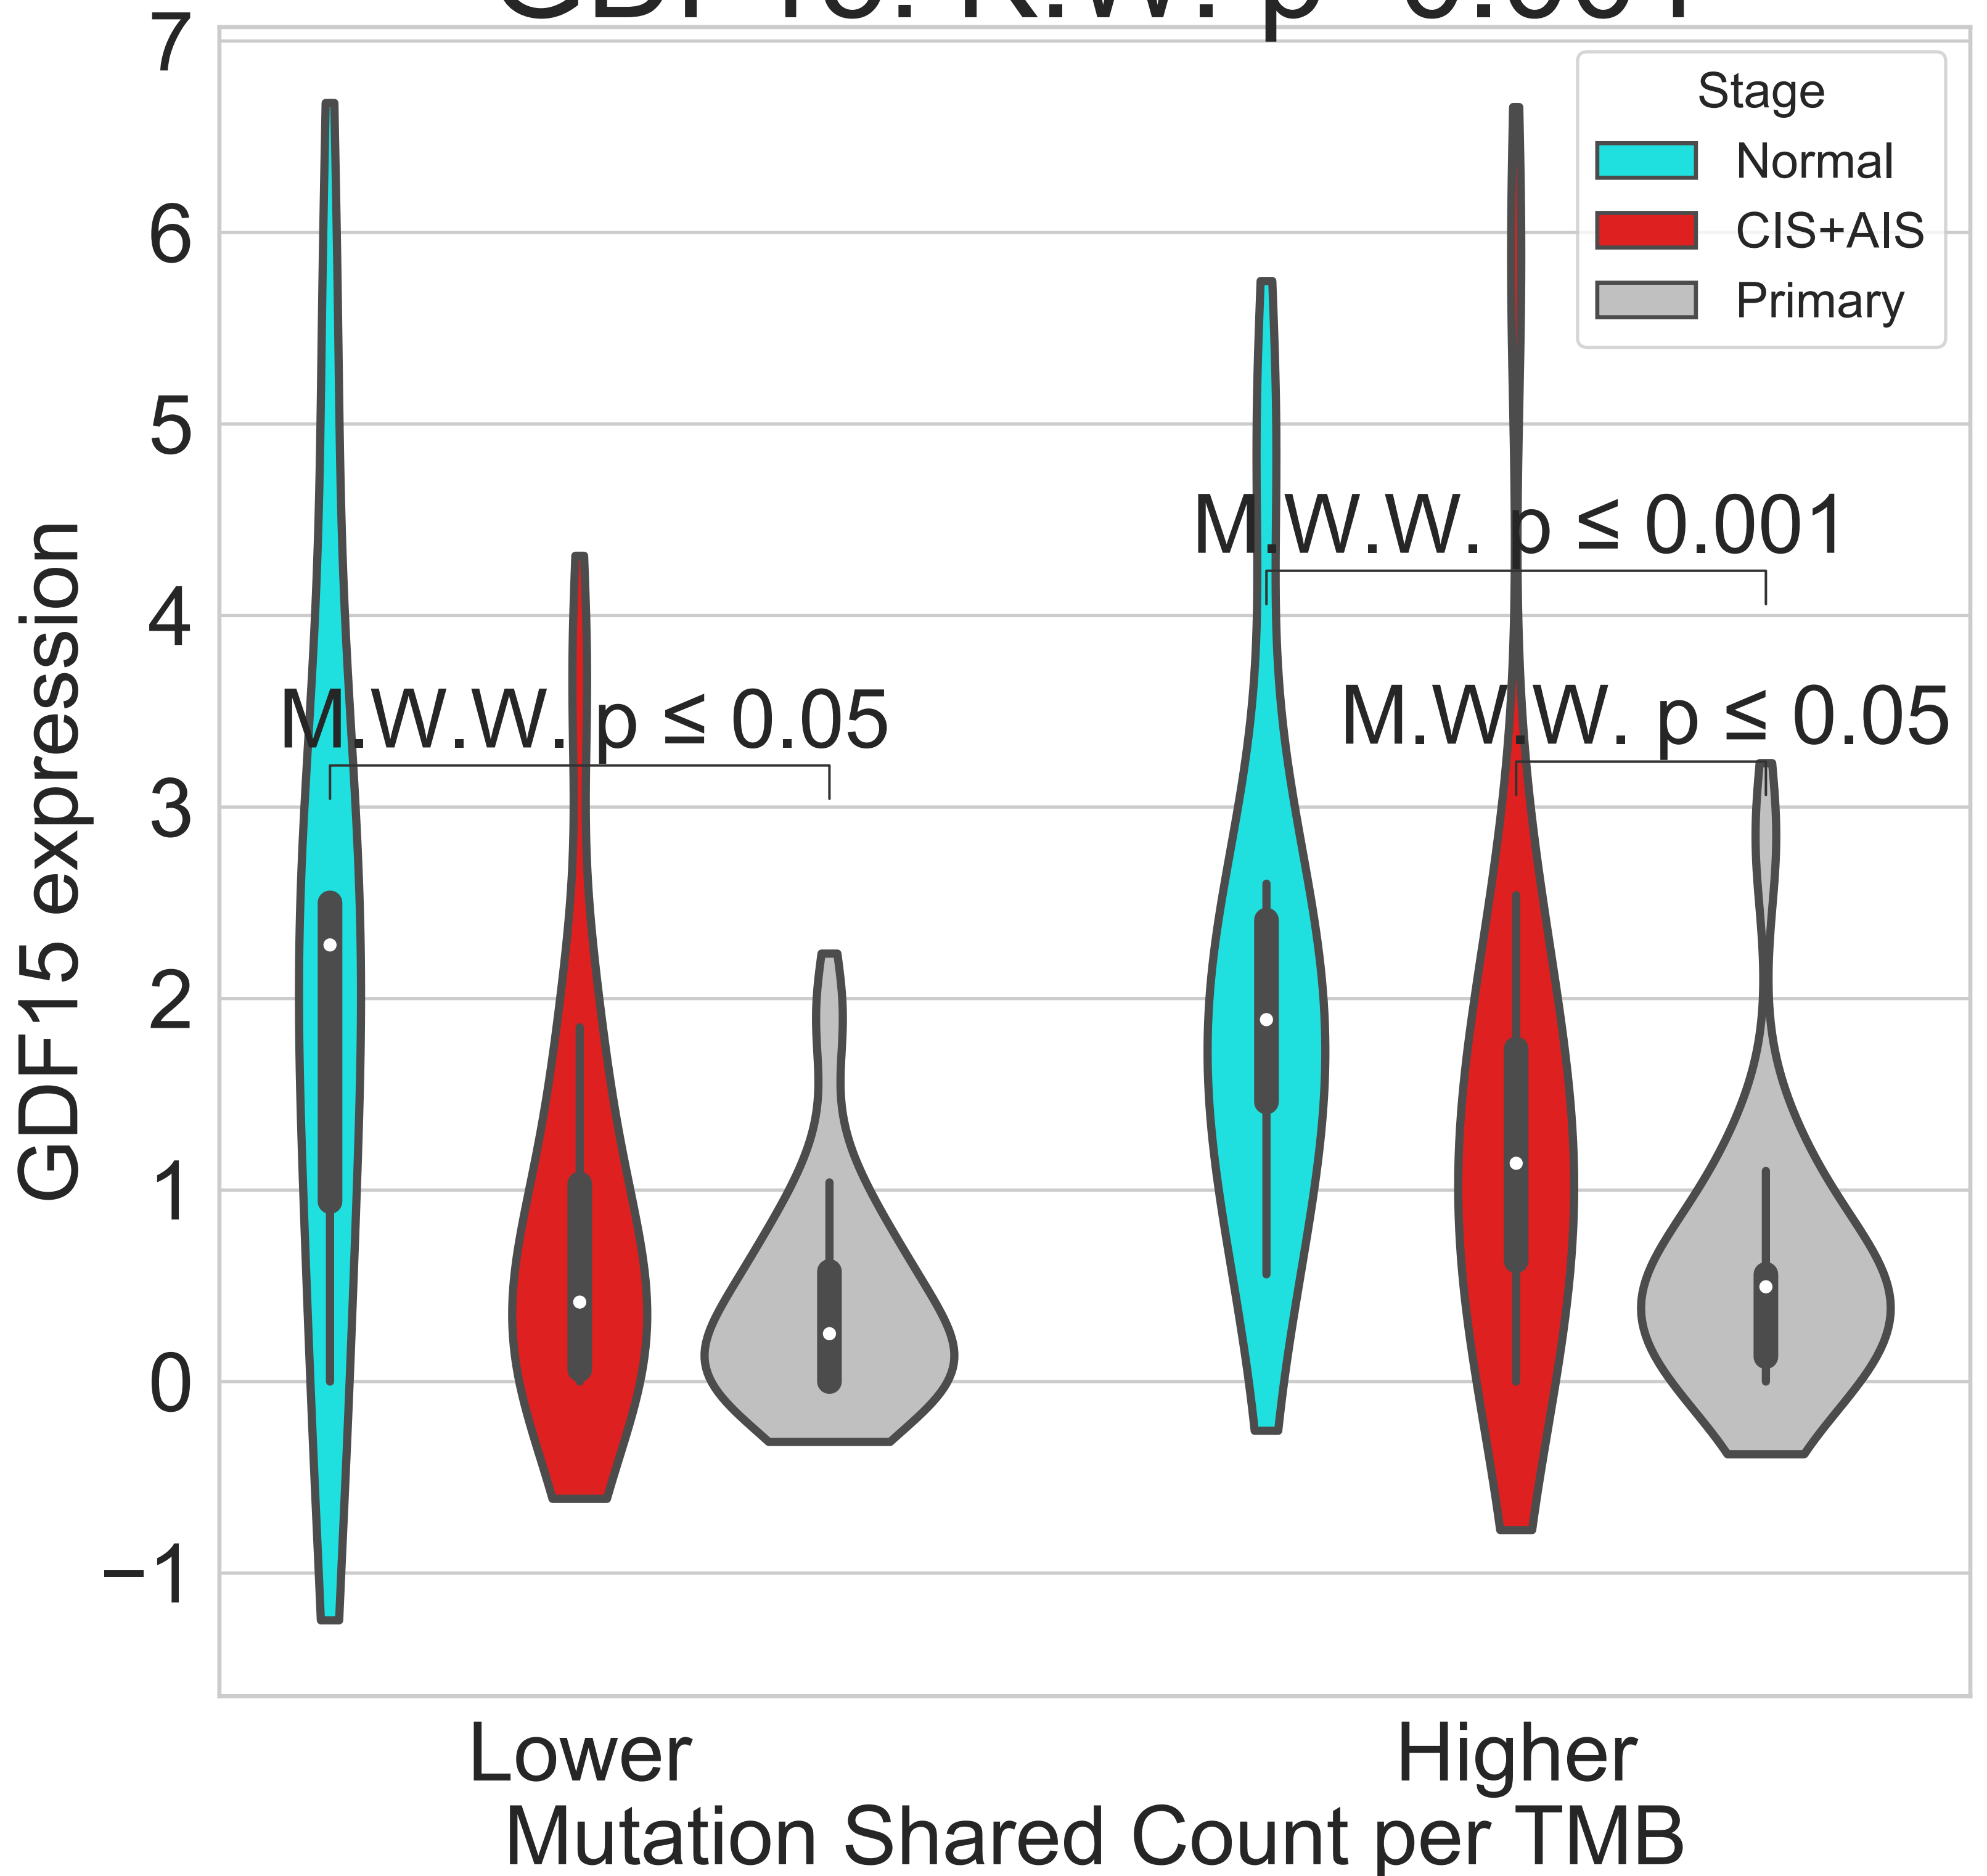 7
6
5
4
3
2
1
0
−1
GDF15 expression
Stage
Normal
CIS+AIS
Primary
M.W.W. p ≤ 0.001
M.W.W. p ≤ 0.05
M.W.W. p ≤ 0.05
Lower
Higher
Mutation Shared Count per TMB